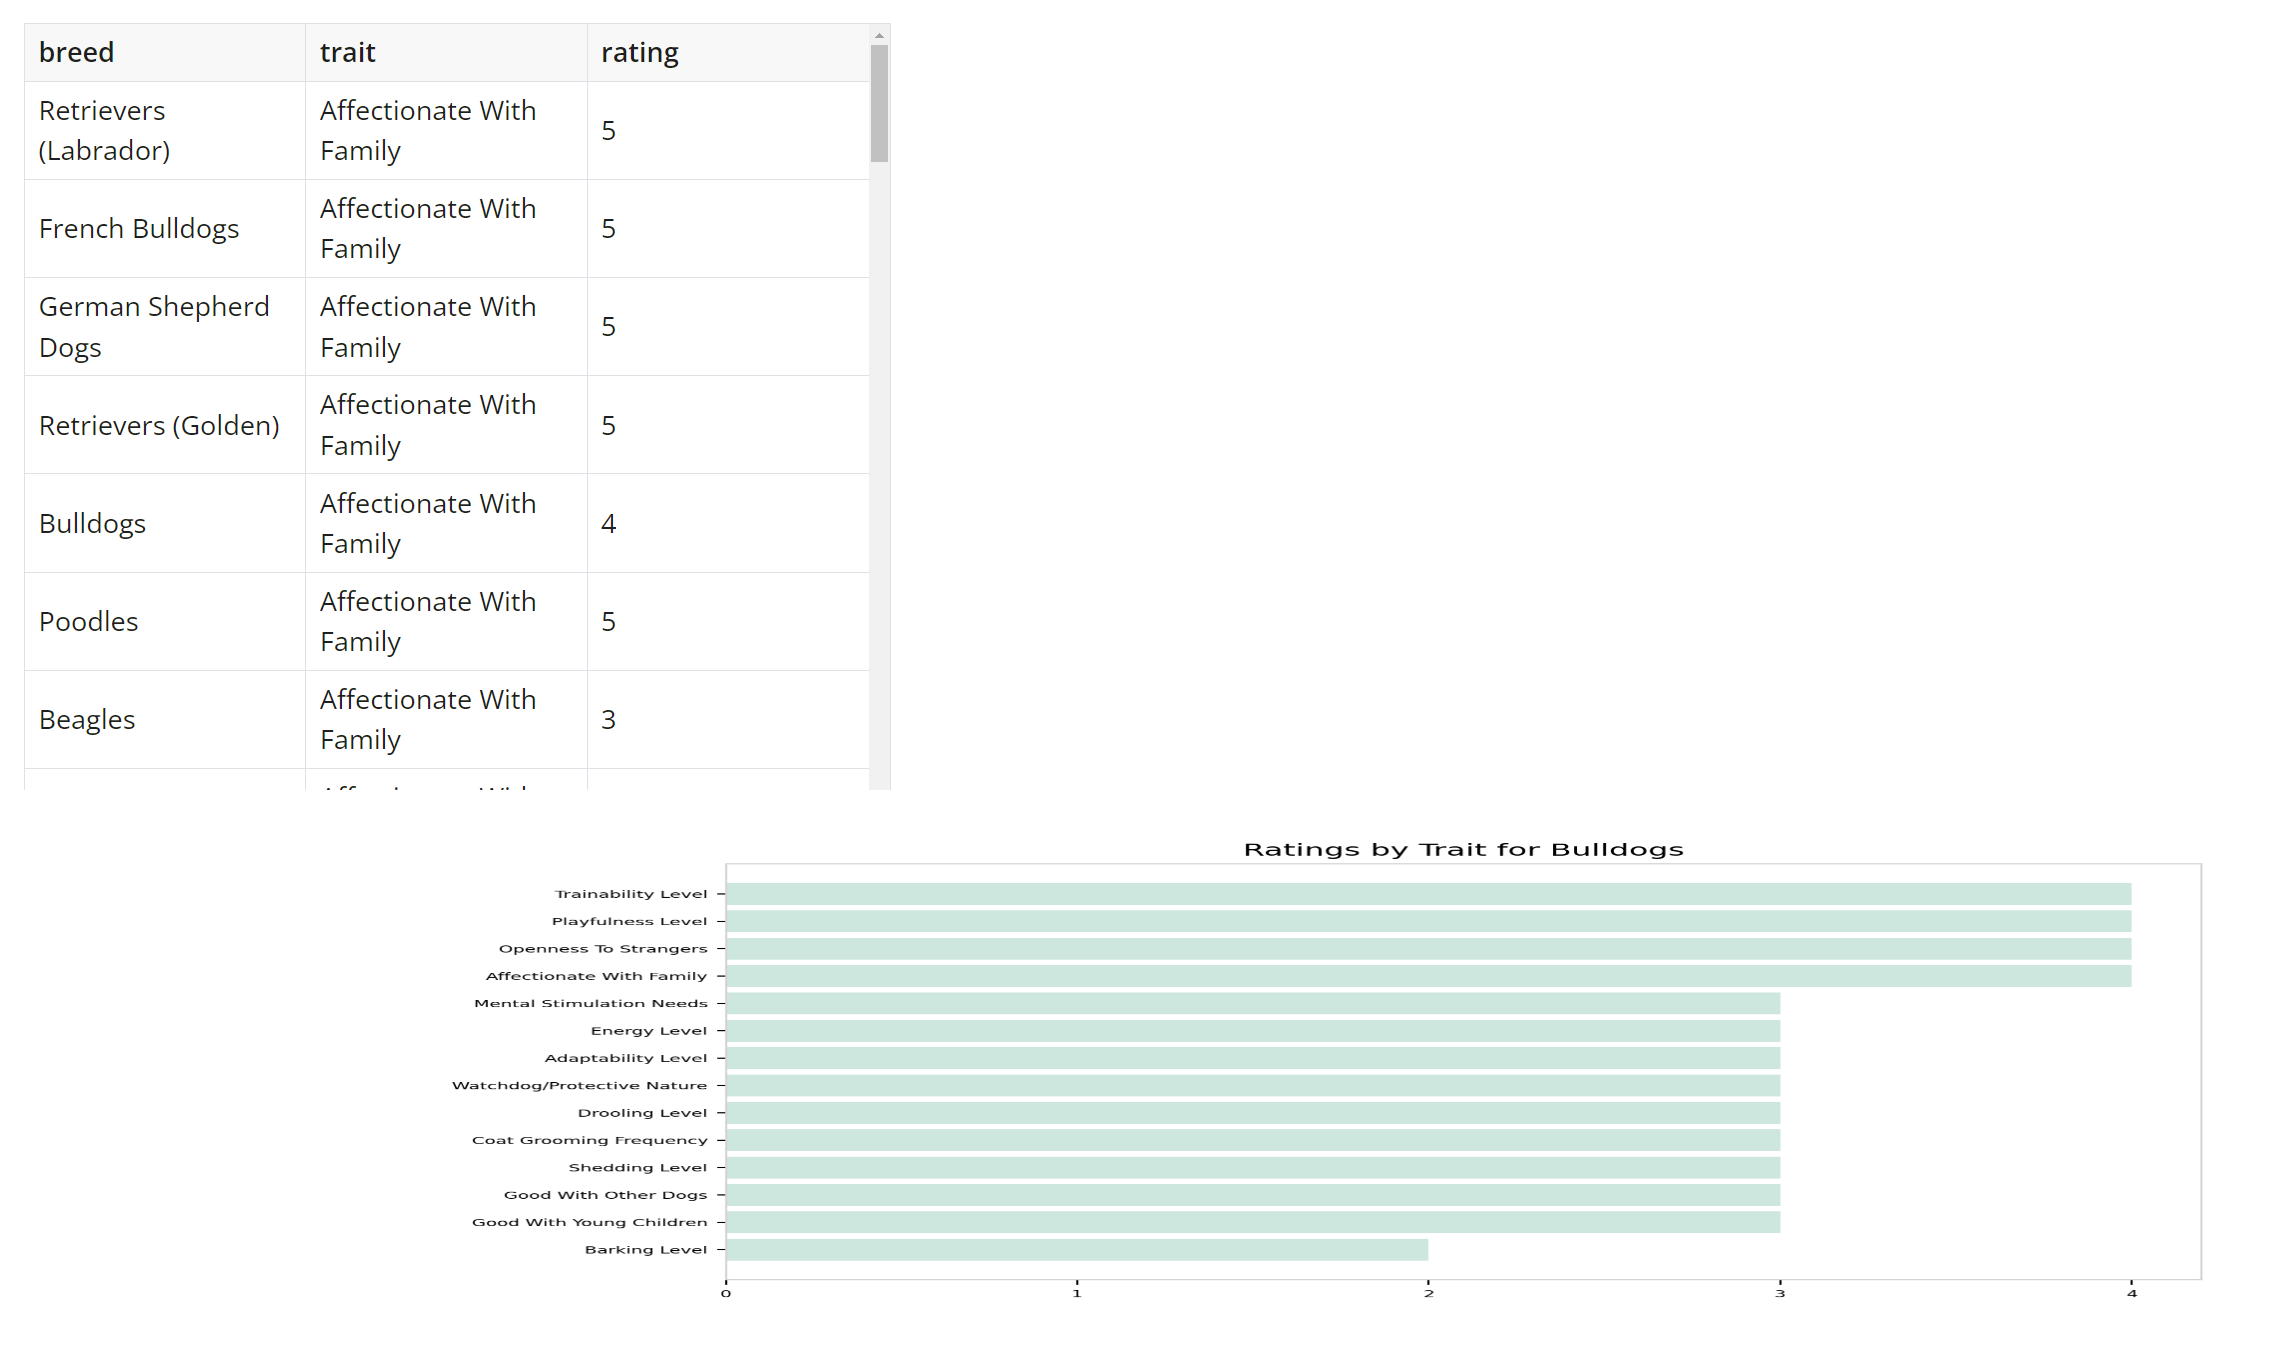 breed trait rating
Retrievers
(Labrador)
Affectionate With
Family
5
French Bulldogs
Affectionate With
Family
5
German Shepherd
Dogs
Affectionate With
Family
5
Retrievers (Golden)
Affectionate With
Family
5
Bulldogs
Affectionate With
Family
4
Poodles
Affectionate With
Family
5
Beagles
Affectionate With
Family
3
Ratings by Trait for Bulldogs
Trainability Level
Playfulness Level
Openness To Strangers
Affectionate With Family
Mental Stimulation Needs
Energy Level
Adaptability Level
Watchdog/Protective Nature
Drooling Level
Coat Grooming Frequency
Shedding Level
Good With Other Dogs
Good With Young Children
Barking Level
0 1 2 3 4